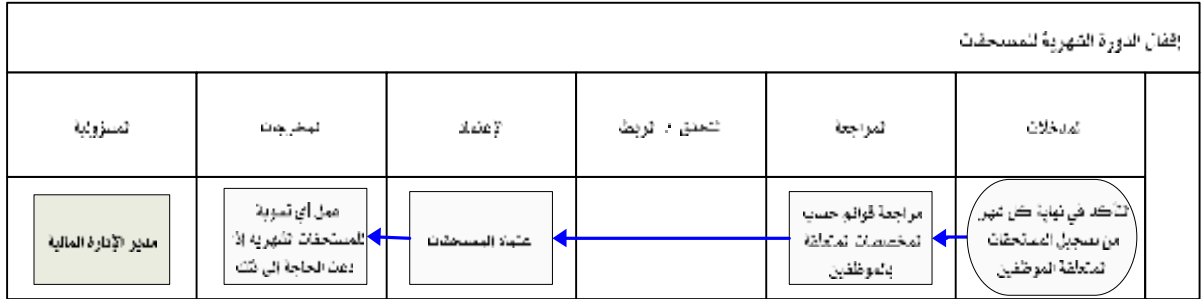 إقفال الدورة الشهرية للمستحقات
المدخلات
المراجعة
التحقق / الربط
الإعتماد
المخرجات
المسؤولية
التأكد في نهاية كل شهر
من تسجيل المستحقات
المتعلقة الموظفين
مراجعة قوائم حسب
المخصصات المتعلقة
بالموظفين
إعتماد المستحقات
عمل أي تسوية
للمستحقات الشهرية إذا
دعت الحاجة إلى ذلك
مدير الإدارة المالية